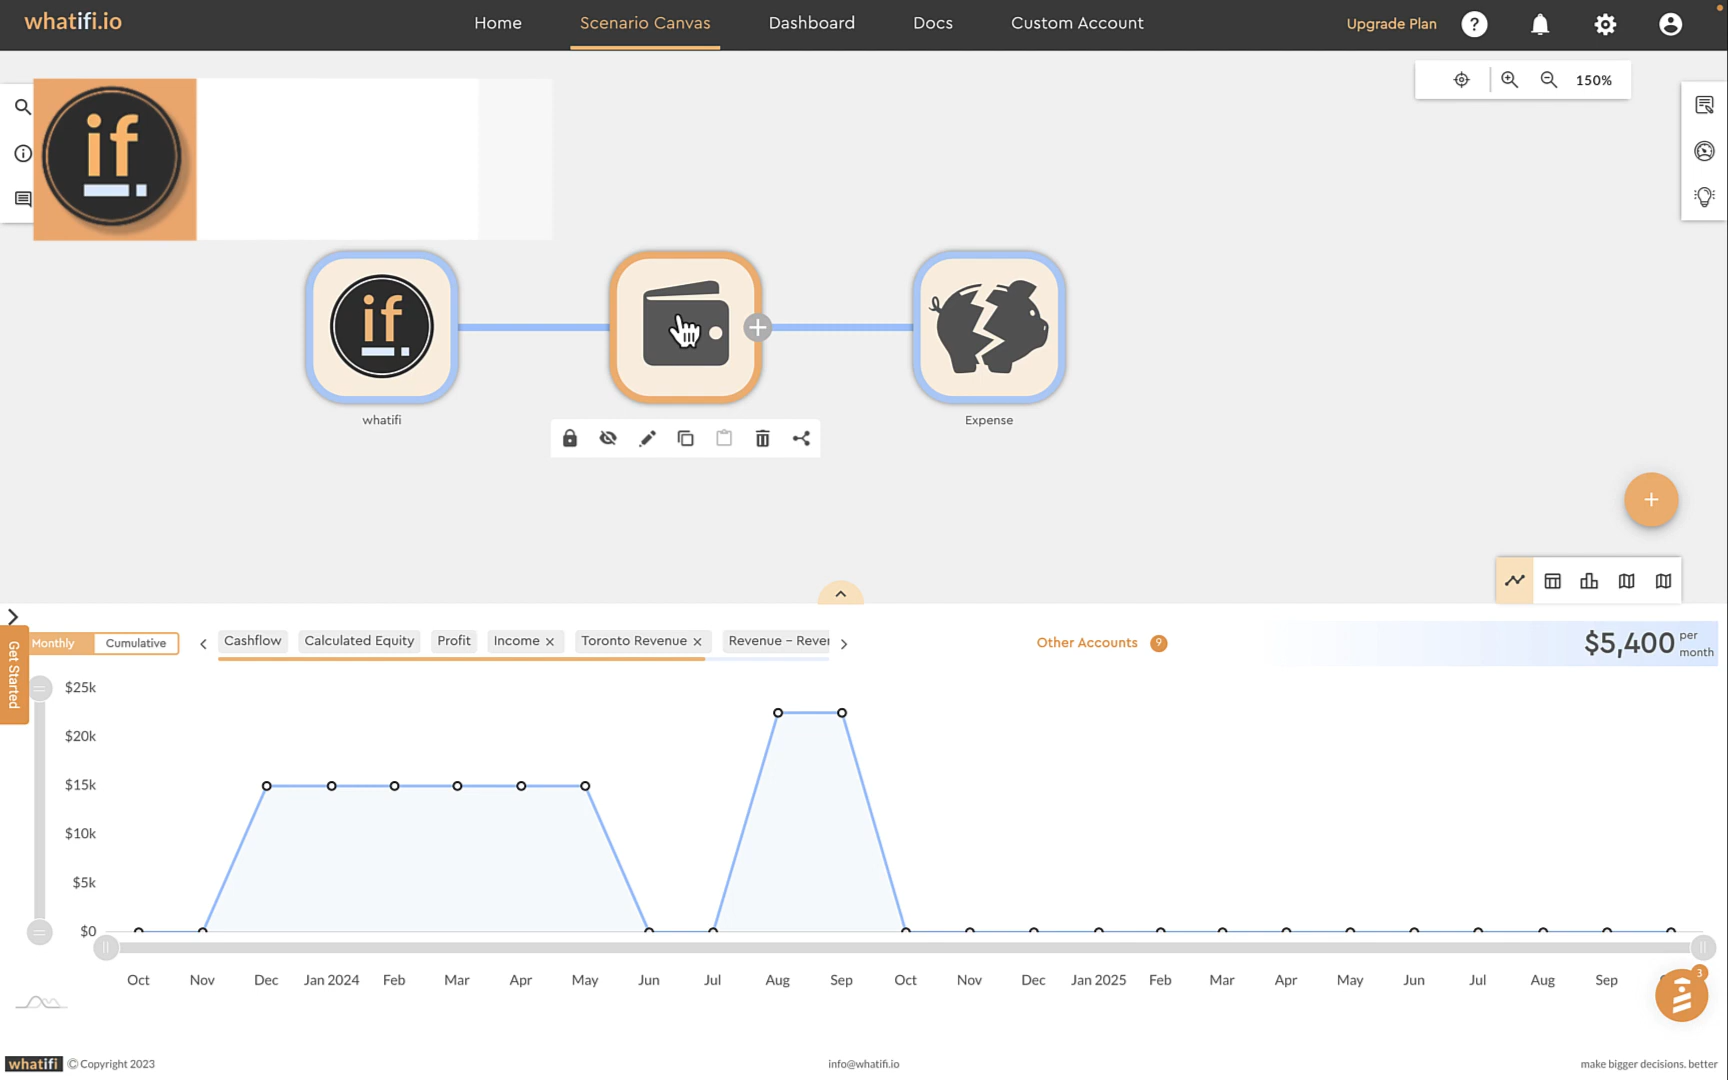 whatifi.io
Home
Scenario Canvas
Dashboard
Docs
Custom Account
Upgrade Plan
?
150%
if
if
whatifi
Expense
Get Started
Monthly
Cumulative
Cashflow
Calculated Equity
Profit
Income
Toronto Revenue
Revenue - Rever
Other Accounts
9
$5,400
per
month
$25k
$20k
$15k
$10k
$5k
$0
Oct
Nov
Dec
Jan 2024
Feb
Mar
Apr
May
Jun
Jul
Aug
Sep
Oct
Nov
Dec
Jan 2025
Feb
Mar
Apr
May
Jun
Jul
Aug
Sep
3
whatifi
© Copyright 2023
info@whatifi.io
make bigger decisions. better